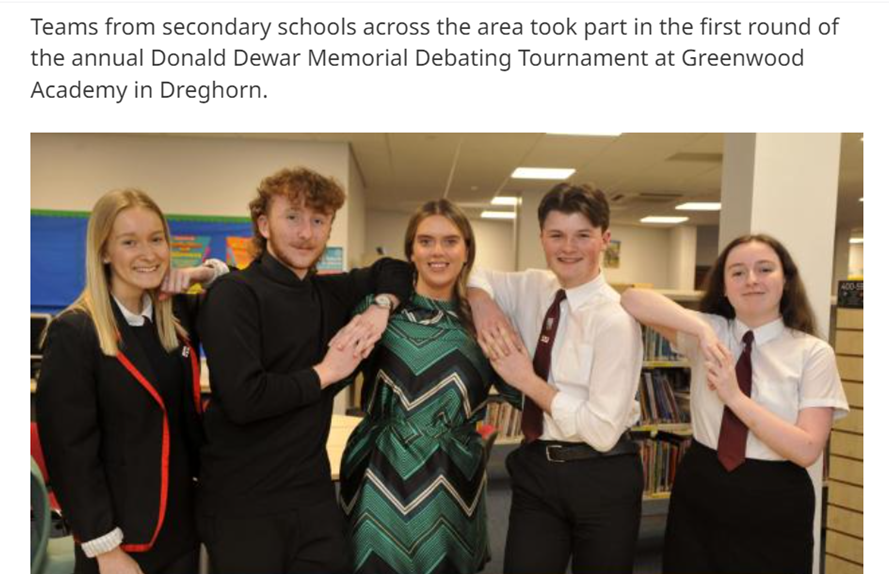 Teams from secondary schools across the area took part in the first round of
the annual Donald Dewar Memorial Debating Tournament at Greenwood
Academy in Dreghorn.